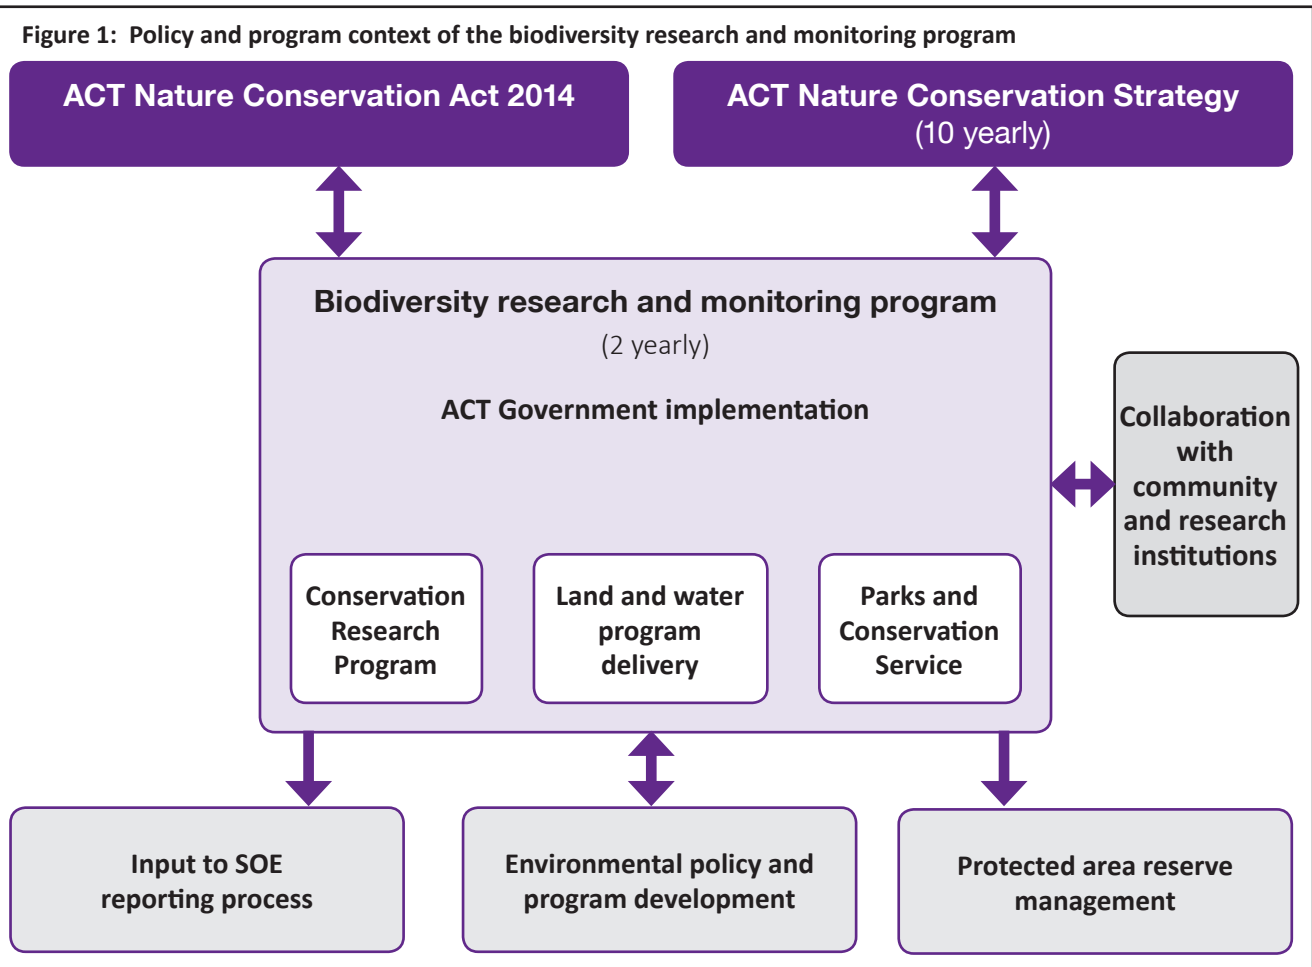 Figure 1: Policy and program context of the biodiversity research and monitoring program
ACT Nature Conservation Act 2014
ACT Nature Conservation Strategy
(10 yearly)
Biodiversity research and monitoring program
(2 yearly)
ACT Government implementation
Collaboration
with
community
and research
institutions
Conservation
Research
Program
Land and water
program
delivery
Parks and
Conservation
Service
Input to SOE
reporting process
Environmental policy and
program development
Protected area reserve
management